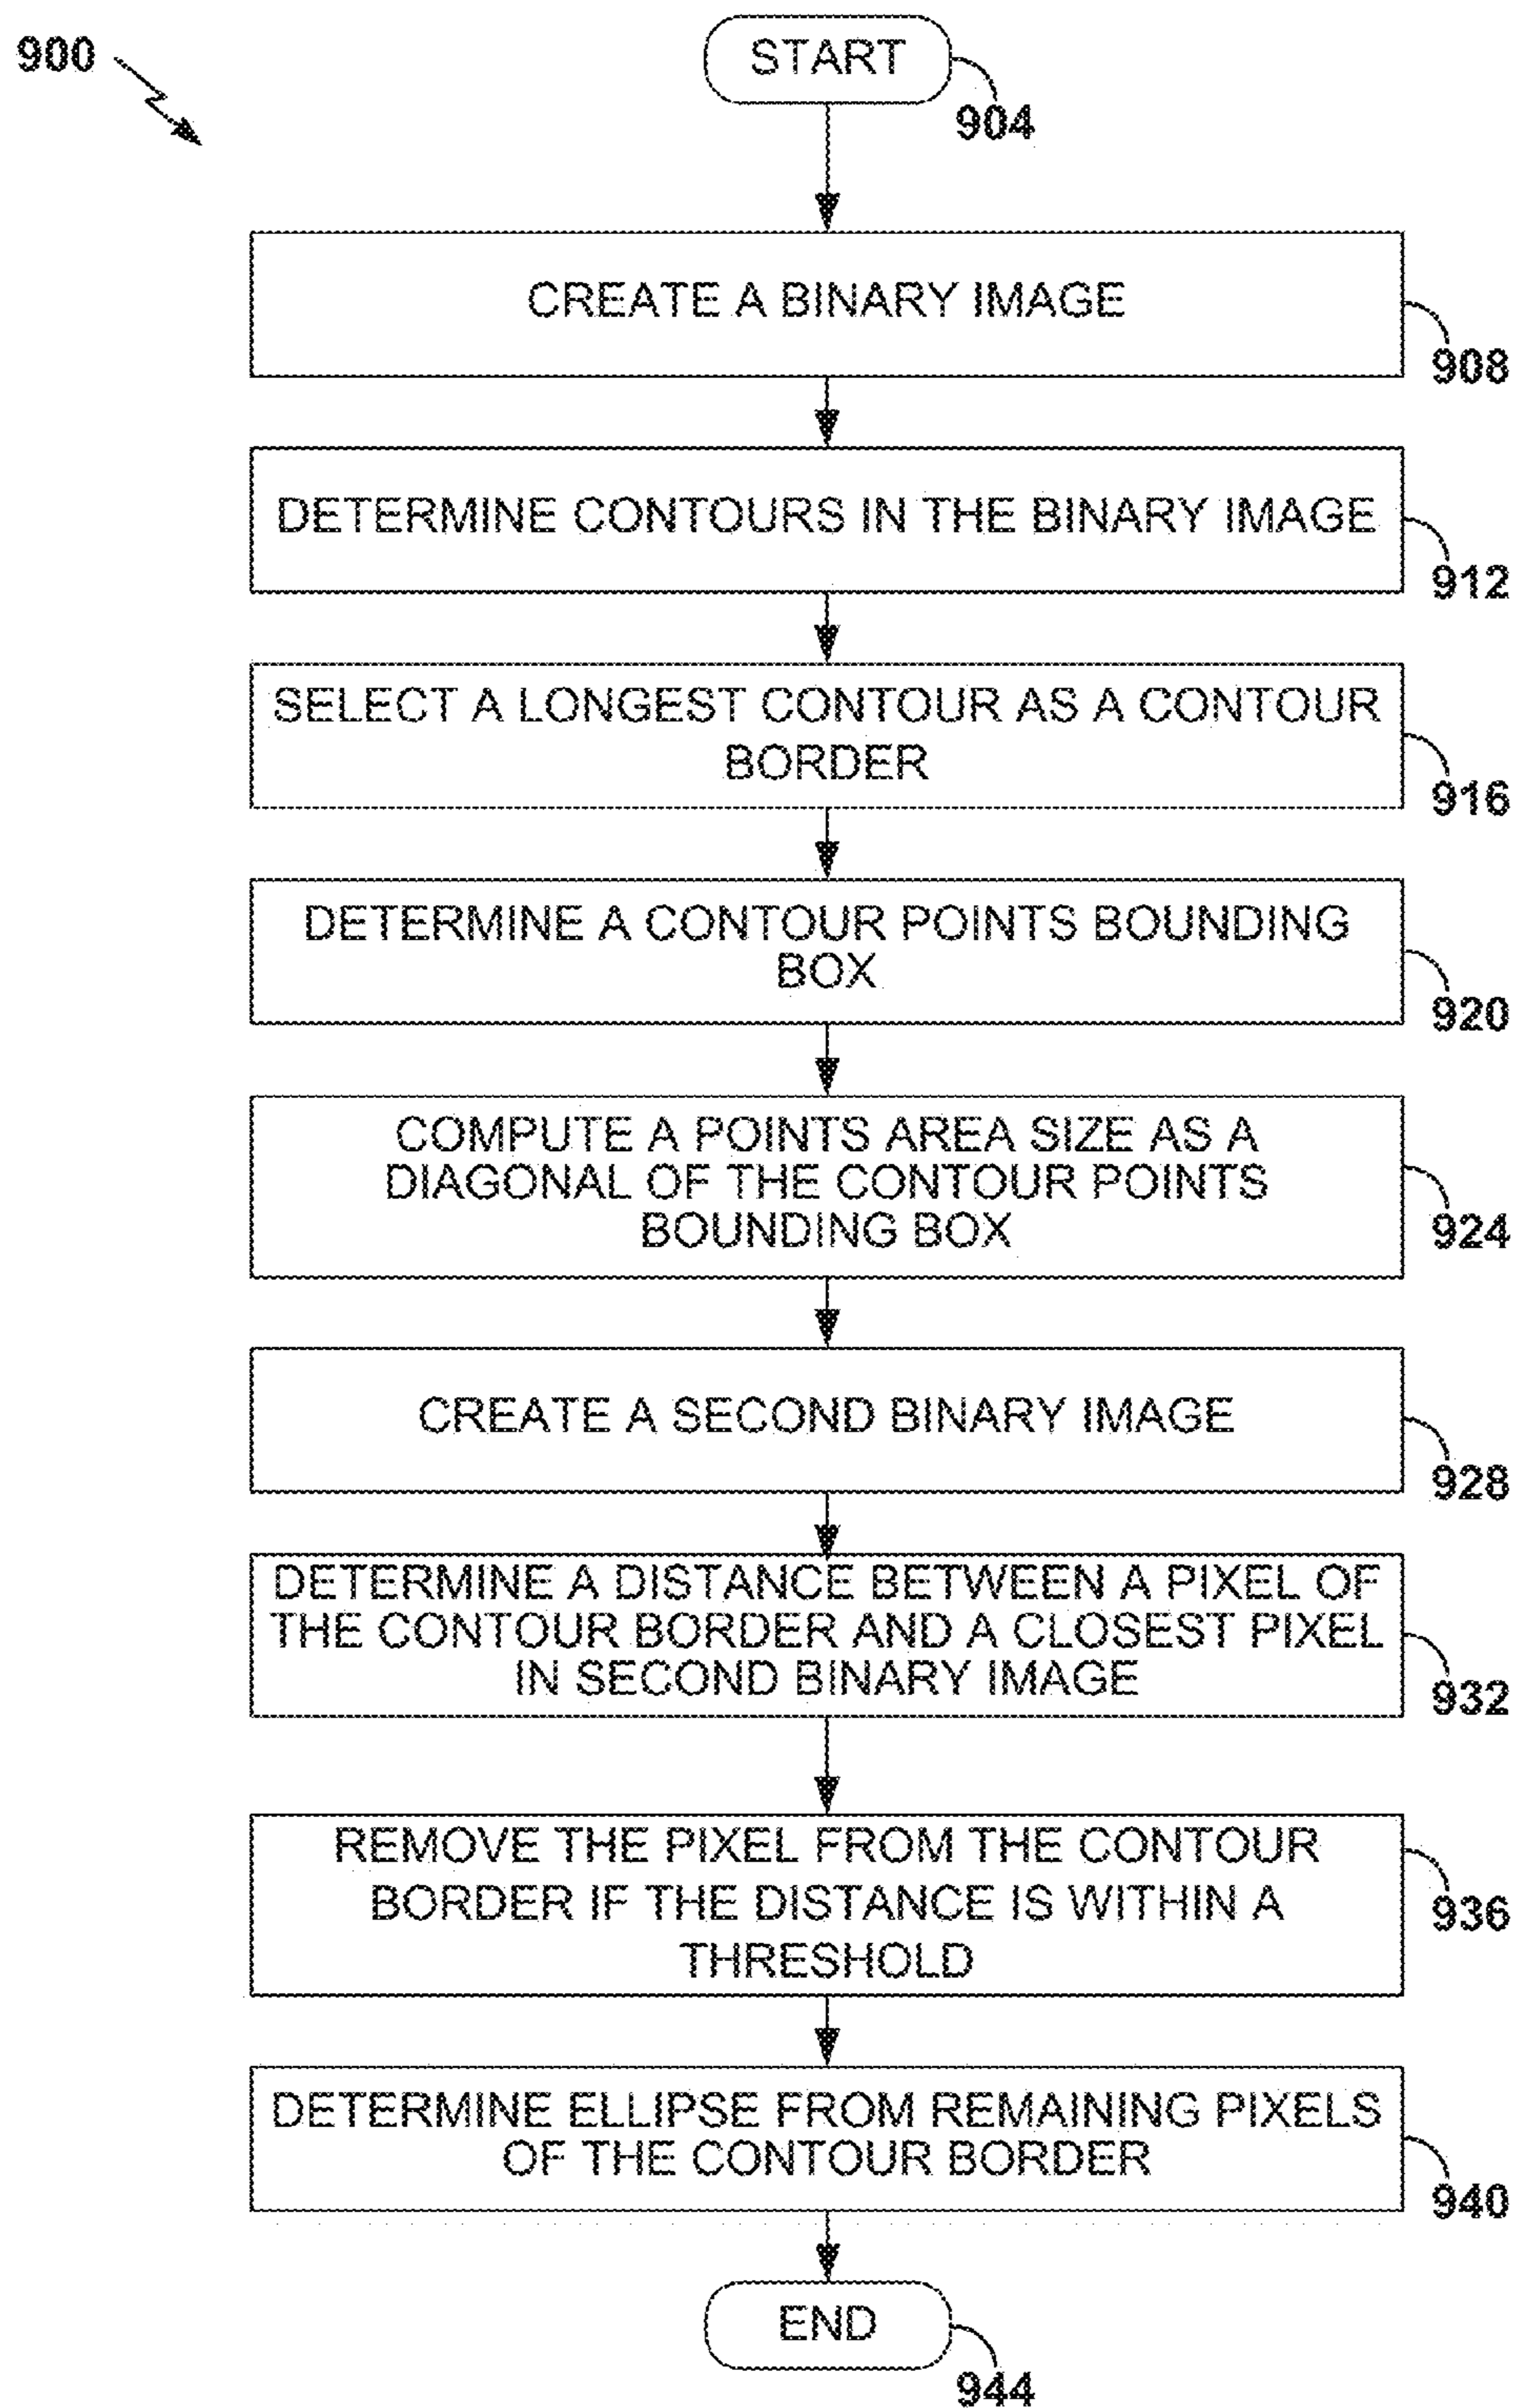 900
START
904
CREATE A BINARY IMAGE
908
DETERMINE CONTOURS IN THE BINARY IMAGE
912
SELECT A LONGEST CONTOUR AS A CONTOUR
BORDER
916
DETERMINE A CONTOUR POINTS BOUNDING
BOX
920
COMPUTE A POINTS AREA SIZE AS A
DIAGONAL OF THE CONTOUR POINTS
BOUNDING BOX
924
CREATE A SECOND BINARY IMAGE
928
DETERMINE A DISTANCE BETWEEN A PIXEL OF
THE CONTOUR BORDER AND A CLOSEST PIXEL
IN SECOND BINARY IMAGE
932
REMOVE THE PIXEL FROM THE CONTOUR
BORDER IF THE DISTANCE IS WITHIN A
THRESHOLD
936
DETERMINE ELLIPSE FROM REMAINING PIXELS
OF THE CONTOUR BORDER
940
END
944